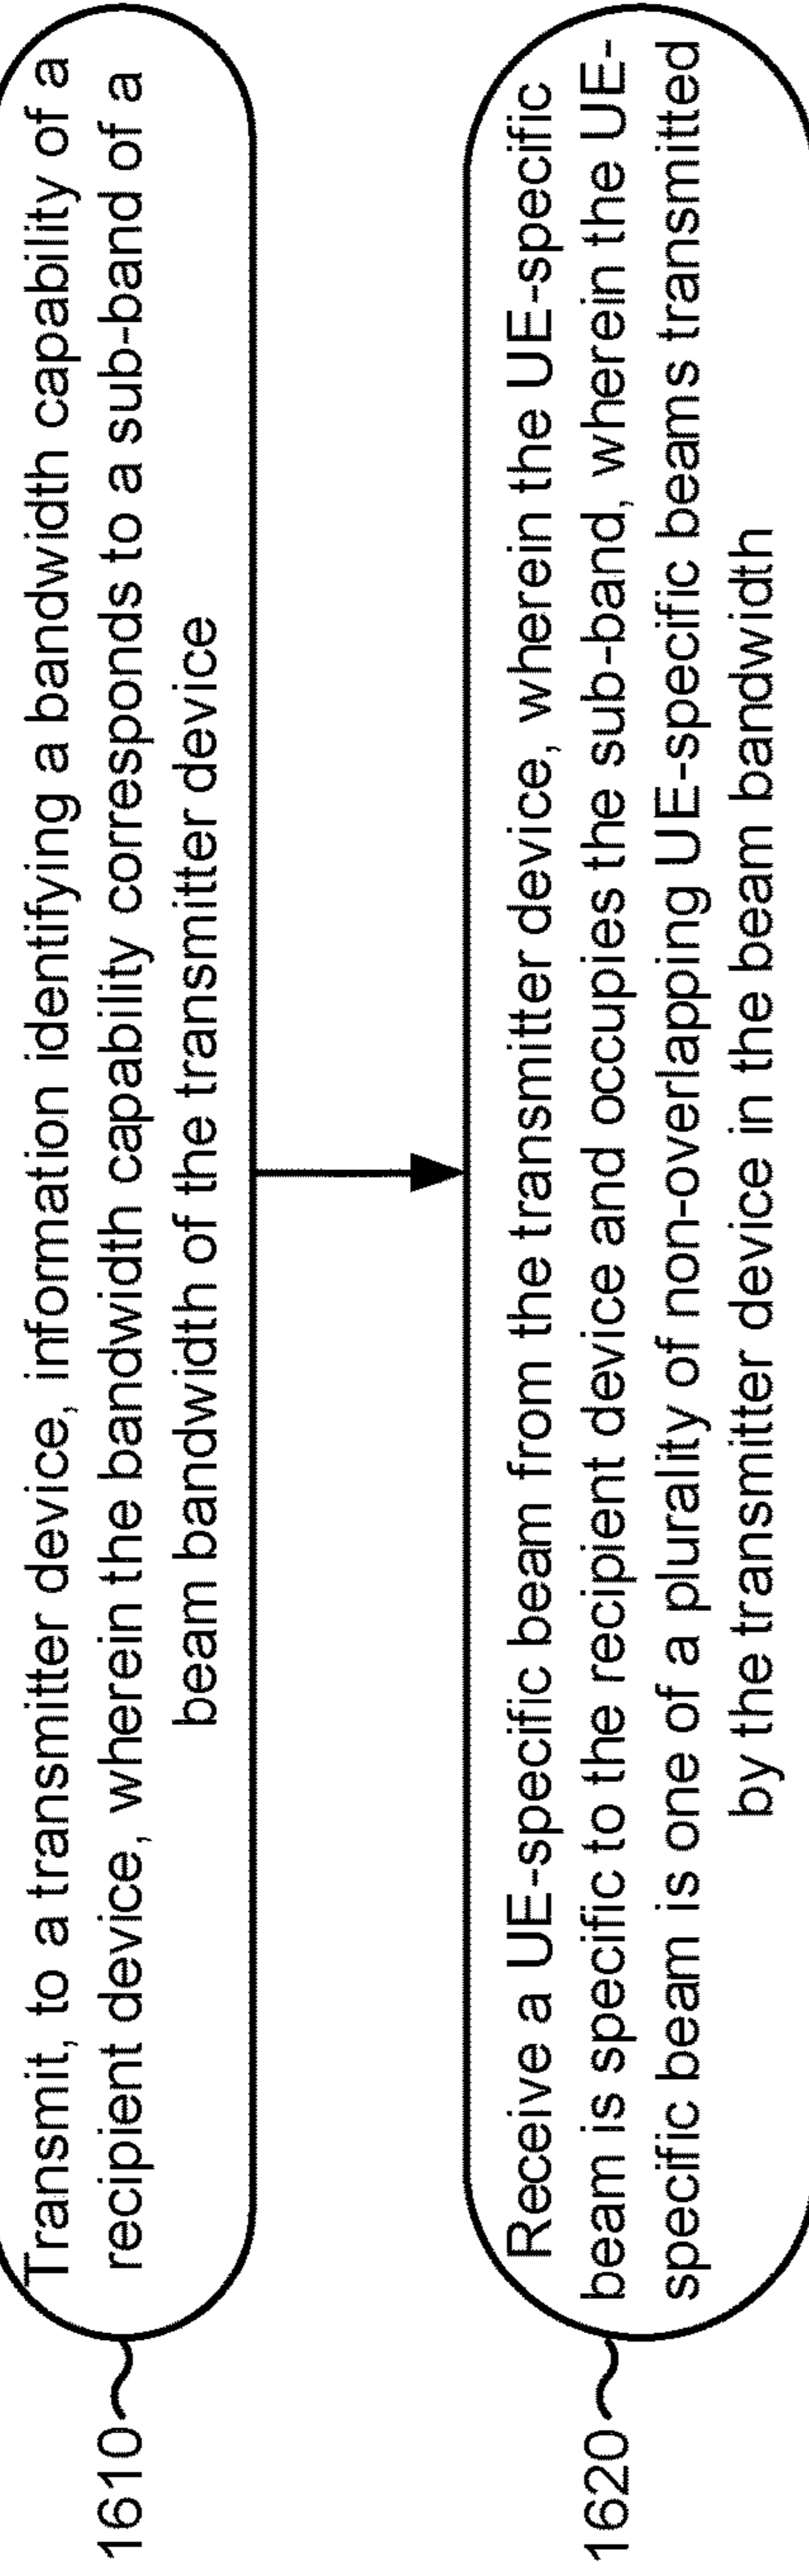 Transmit, to a transmitter device, information identifying a bandwidth capability of a
recipient device, wherein the bandwidth capability corresponds to a sub-band of a
beam bandwidth of the transmitter device
1610
Receive a UE-specific beam from the transmitter device, wherein the UE-specific
beam is specific to the recipient device and occupies the sub-band, wherein the UE-
specific beam is one of a plurality of non-overlapping UE-specific beams transmitted
by the transmitter device in the beam bandwidth
1620